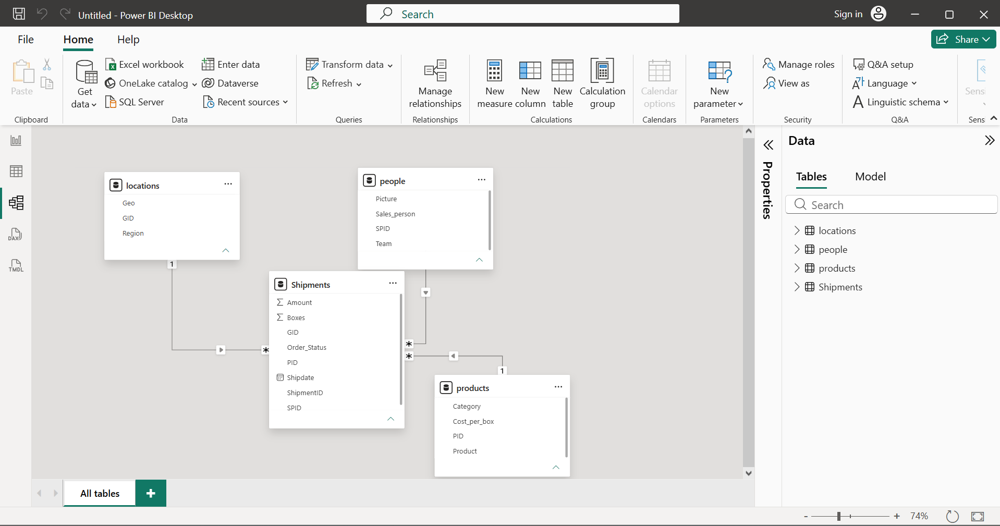 Untitled - Power BI Desktop
Search
Sign in
File
Home
Help
Share
Paste
Clipboard
Get
data
Excel workbook
OneLake catalog
SQL Server
Enter data
Dataverse
Recent sources
Data
Transform data
Refresh
Queries
Manage
relationships
Relationships
New
measure
New
column
New
table
Calculation
group
Calculations
Calendar
options
Calendars
New
parameter
Parameters
Manage roles
View as
Security
Q&A setup
Language
Linguistic schema
Q&A
Sensi
Sens
DAX
TMDL
locations
Geo
GID
Region
1
people
Picture
Sales_person
SPID
Team
Shipments
Σ Amount
Σ Boxes
GID
Order_Status
PID
Shipdate
ShipmentID
SPID
*
*
*
1
products
Category
Cost_per_box
PID
Product
Properties
Data
Tables
Model
Search
locations
people
products
Shipments
All tables
+
- + 74%